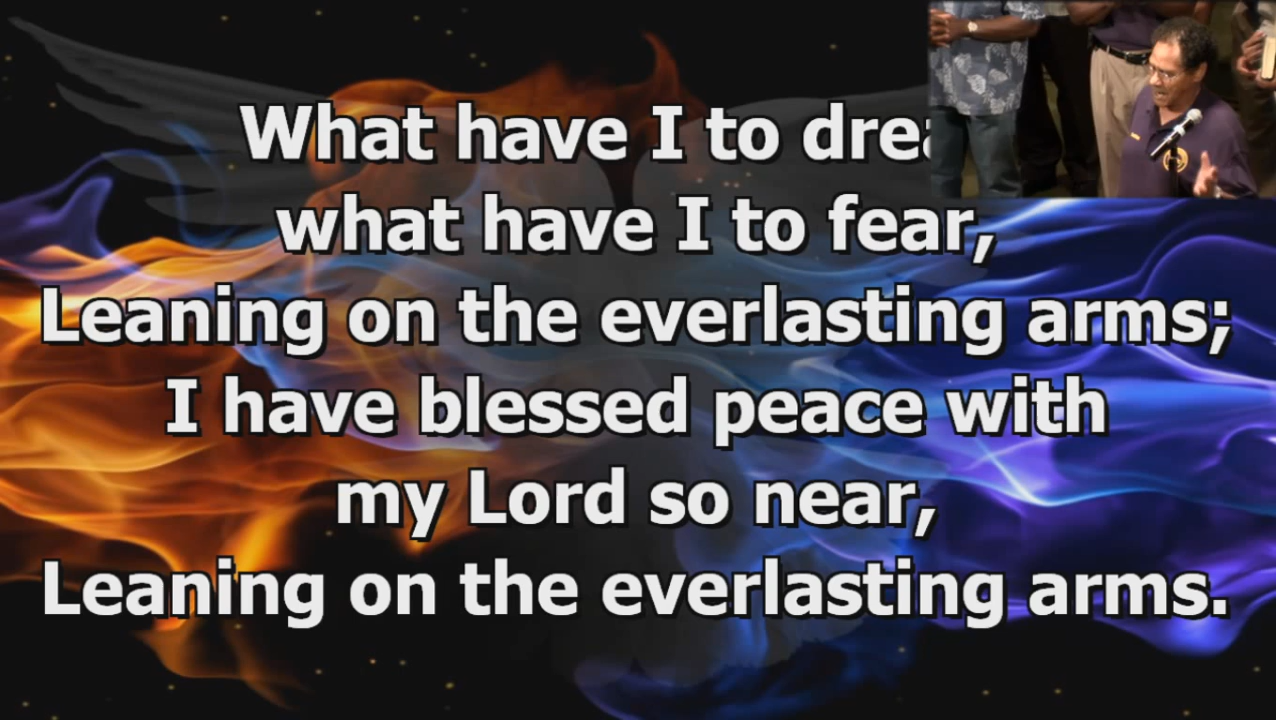 What have I to drea
what have I to fear,
Leaning on the everlasting arms;
I have blessed peace with
my Lord so near,
Leaning on the everlasting arms.